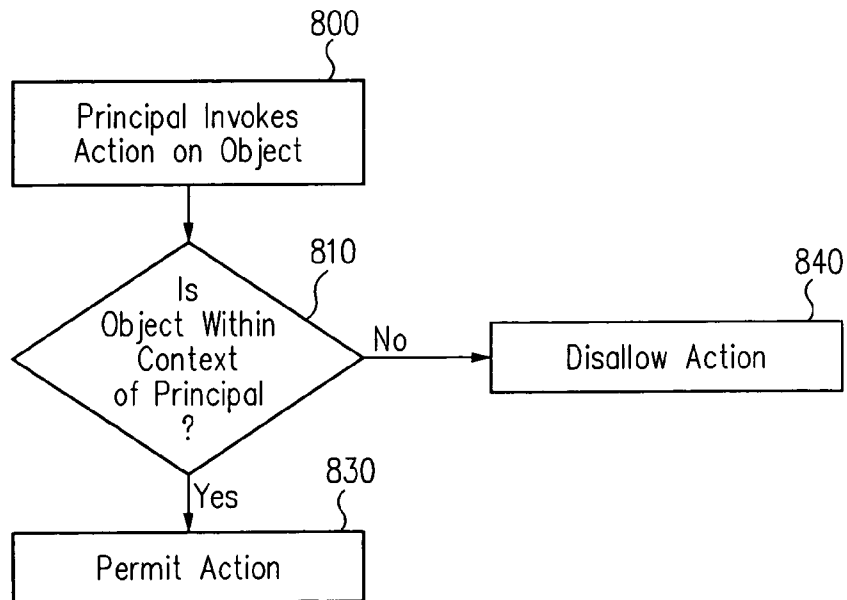 800
Principal Invokes
Action on Object
810
Is
Object Within
Context
of Principal
?
No
840
Disallow Action
Yes
830
Permit Action